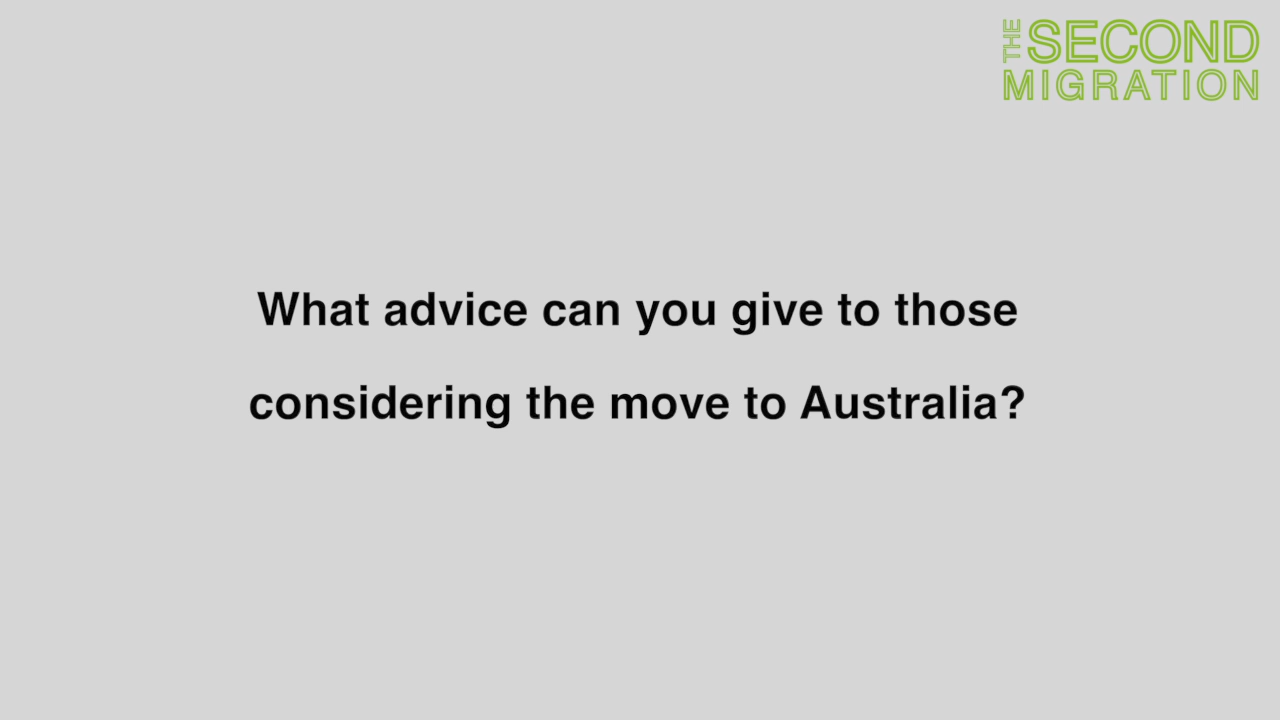 THE SECOND
MIGRATION
What advice can you give to those
considering the move to Australia?